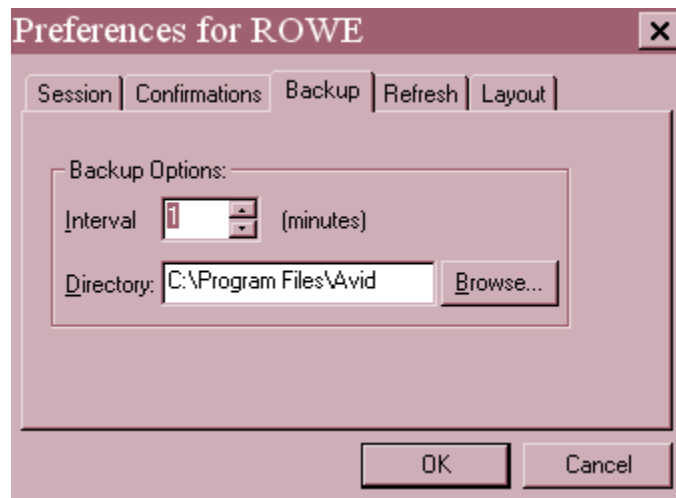 Preferences for ROWE
Session Confirmations Backup Refresh Layout
Backup Options:
Interval 1 (minutes)
Directory: C:\Program Files\Avid Browse...
OK Cancel